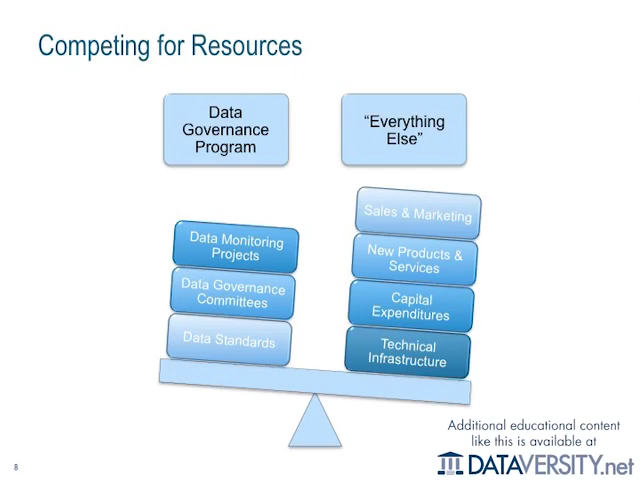 Competing for Resources
Data
Governance
Program
“Everything
Else”
Data Monitoring
Projects
Data Governance
Committees
Data Standards
Sales & Marketing
New Products &
Services
Capital
Expenditures
Technical
Infrastructure
Additional educational content
like this is available at
DATAVERSITY.net
8